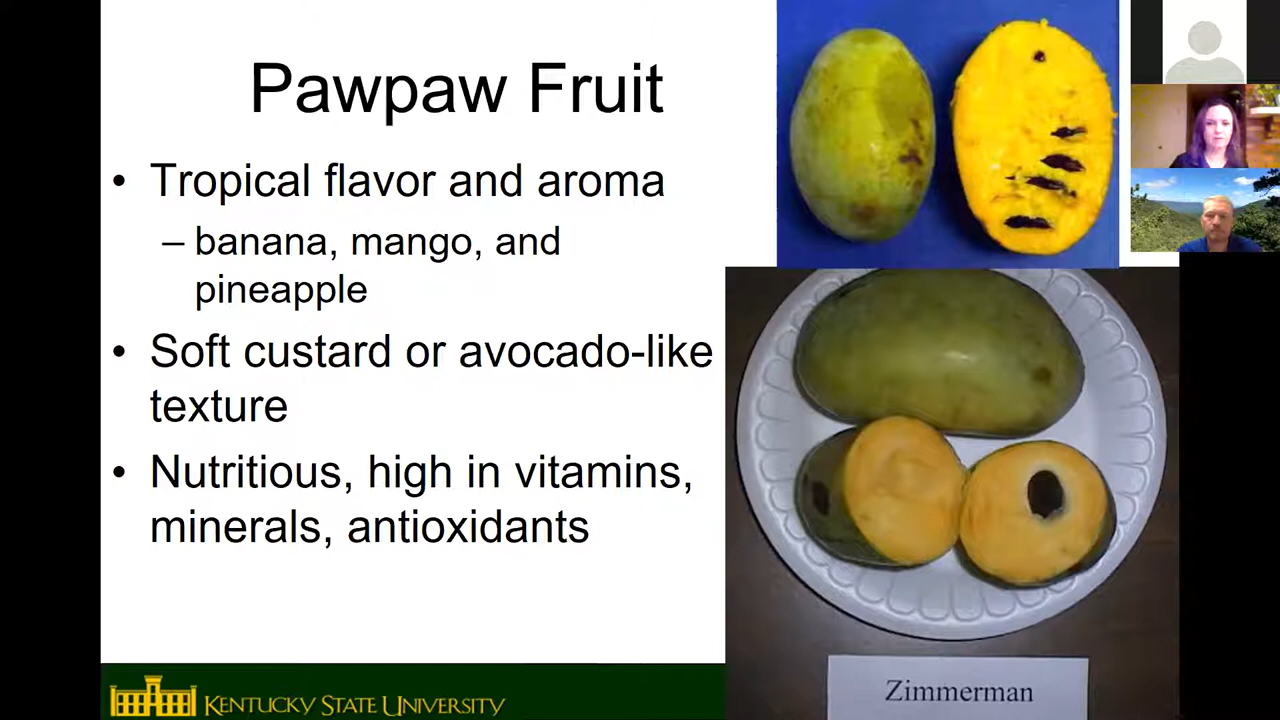 Pawpaw Fruit
• Tropical flavor and aroma
– banana, mango, and
pineapple
• Soft custard or avocado-like
texture
• Nutritious, high in vitamins,
minerals, antioxidants
KENTUCKY STATE UNIVERSITY
Zimmerman